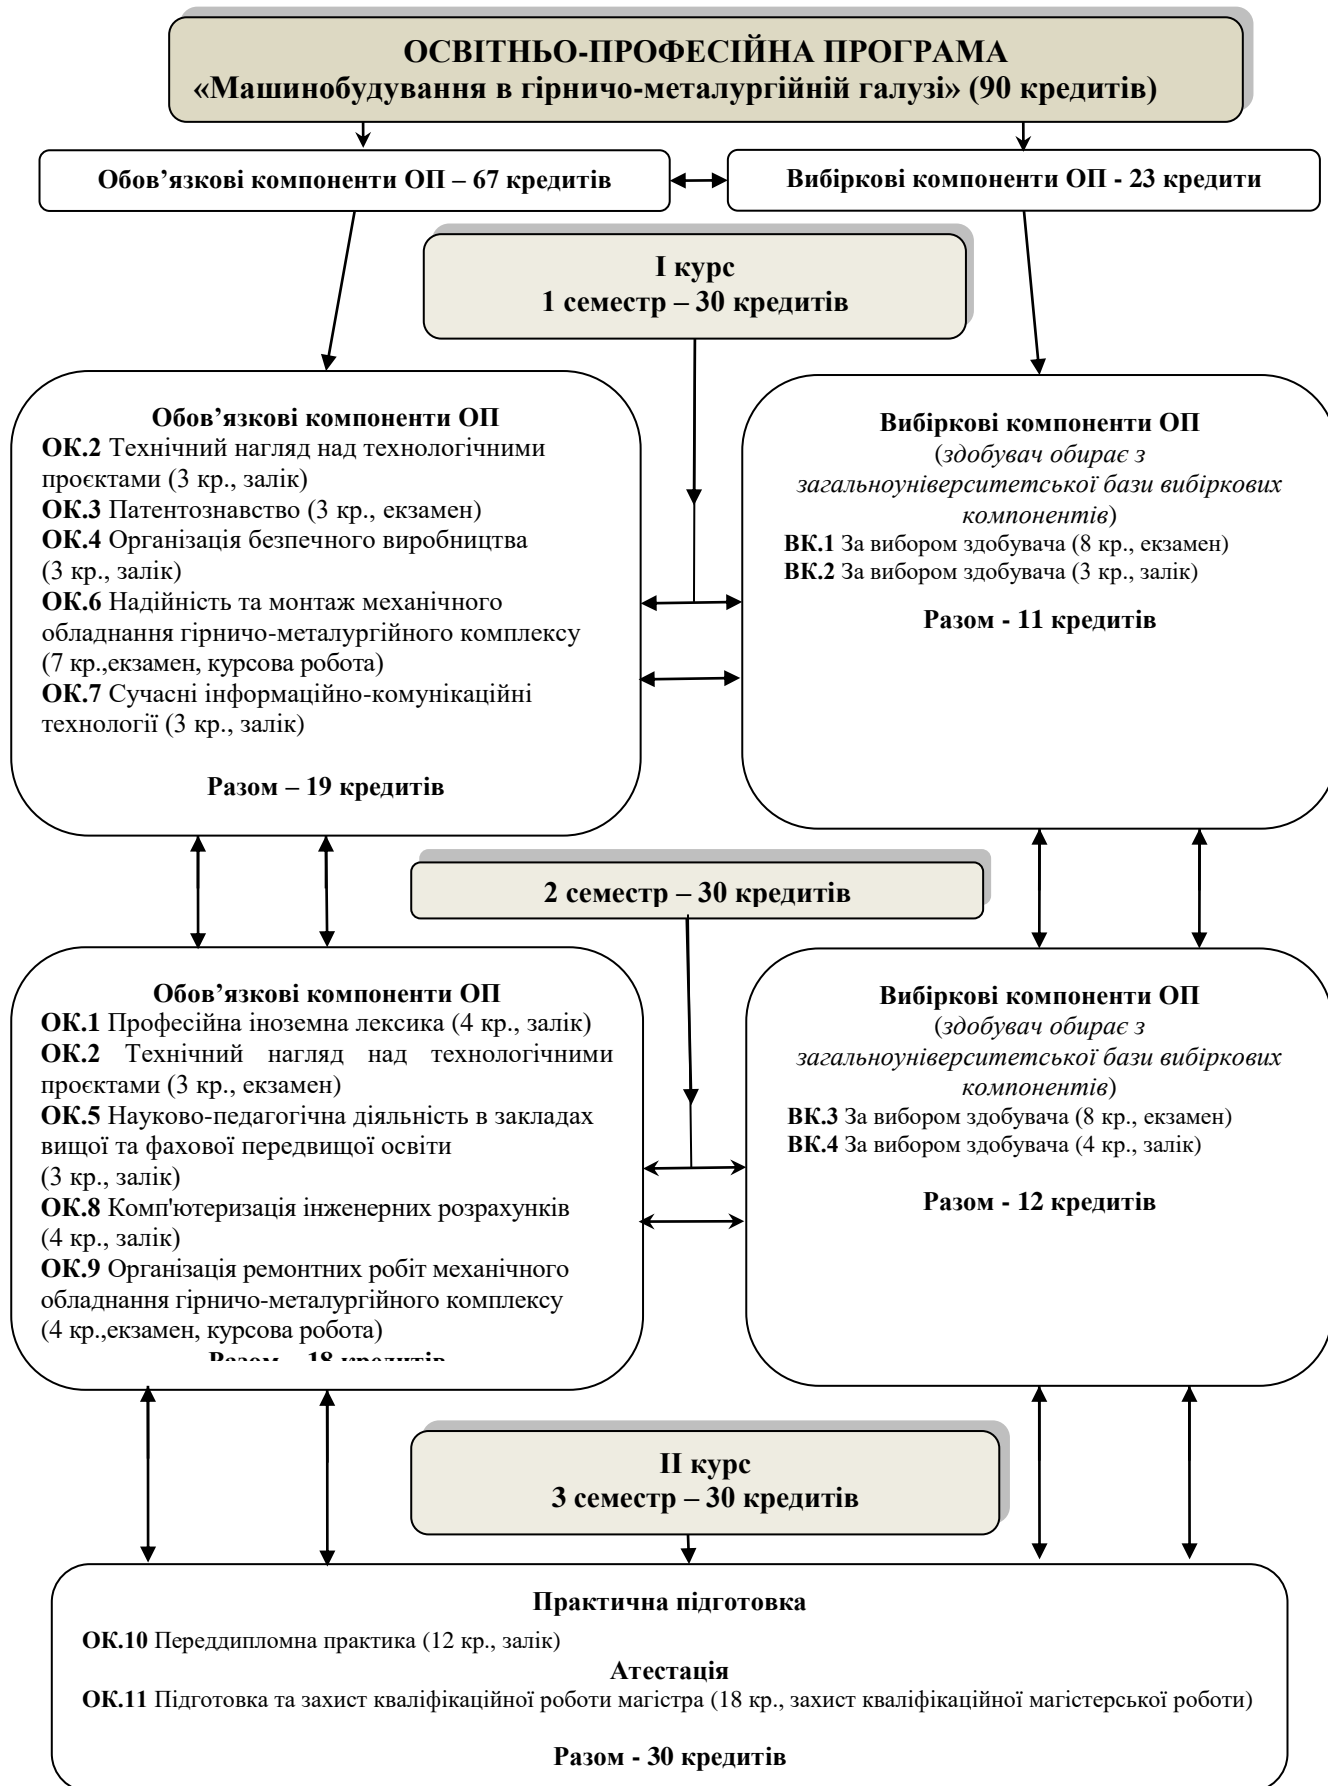 ОСВІТНЬО-ПРОФЕСІЙНА ПРОГРАМА
«Машинобудування в гірничо-металургійній галузі» (90 кредитів)
Обов’язкові компоненти ОП – 67 кредитів
Вибіркові компоненти ОП - 23 кредити
І курс
1 семестр – 30 кредитів
Обов’язкові компоненти ОП
ОК.2 Технічний нагляд над технологічними
проєктами (3 кр., залік)
ОК.3 Патентознавство (3 кр., екзамен)
ОК.4 Організація безпечного виробництва
(3 кр., залік)
ОК.6 Надійність та монтаж механічного
обладнання гірничо-металургійного комплексу
(7 кр.,екзамен, курсова робота)
ОК.7 Сучасні інформаційно-комунікаційні
технології (3 кр., залік)
Разом – 19 кредитів
Вибіркові компоненти ОП
(здобувач обирає з
загальноуніверситетської бази вибіркових
компонентів)
ВК.1 За вибором здобувача (8 кр., екзамен)
ВК.2 За вибором здобувача (3 кр., залік)
Разом - 11 кредитів
2 семестр – 30 кредитів
Обов’язкові компоненти ОП
ОК.1 Професійна іноземна лексика (4 кр., залік)
ОК.2 Технічний нагляд над технологічними
проєктами (3 кр., екзамен)
ОК.5 Науково-педагогічна діяльність в закладах
вищої та фахової передвищої освіти
(3 кр., залік)
ОК.8 Комп'ютеризація інженерних розрахунків
(4 кр., залік)
ОК.9 Організація ремонтних робіт механічного
обладнання гірничо-металургійного комплексу
(4 кр.,екзамен, курсова робота)
Разом – 18 кредитів
Вибіркові компоненти ОП
(здобувач обирає з
загальноуніверситетської бази вибіркових
компонентів)
ВК.3 За вибором здобувача (8 кр., екзамен)
ВК.4 За вибором здобувача (4 кр., залік)
Разом - 12 кредитів
ІІ курс
3 семестр – 30 кредитів
Практична підготовка
ОК.10 Переддипломна практика (12 кр., залік)
Атестація
ОК.11 Підготовка та захист кваліфікаційної роботи магістра (18 кр., захист кваліфікаційної магістерської роботи)
Разом - 30 кредитів